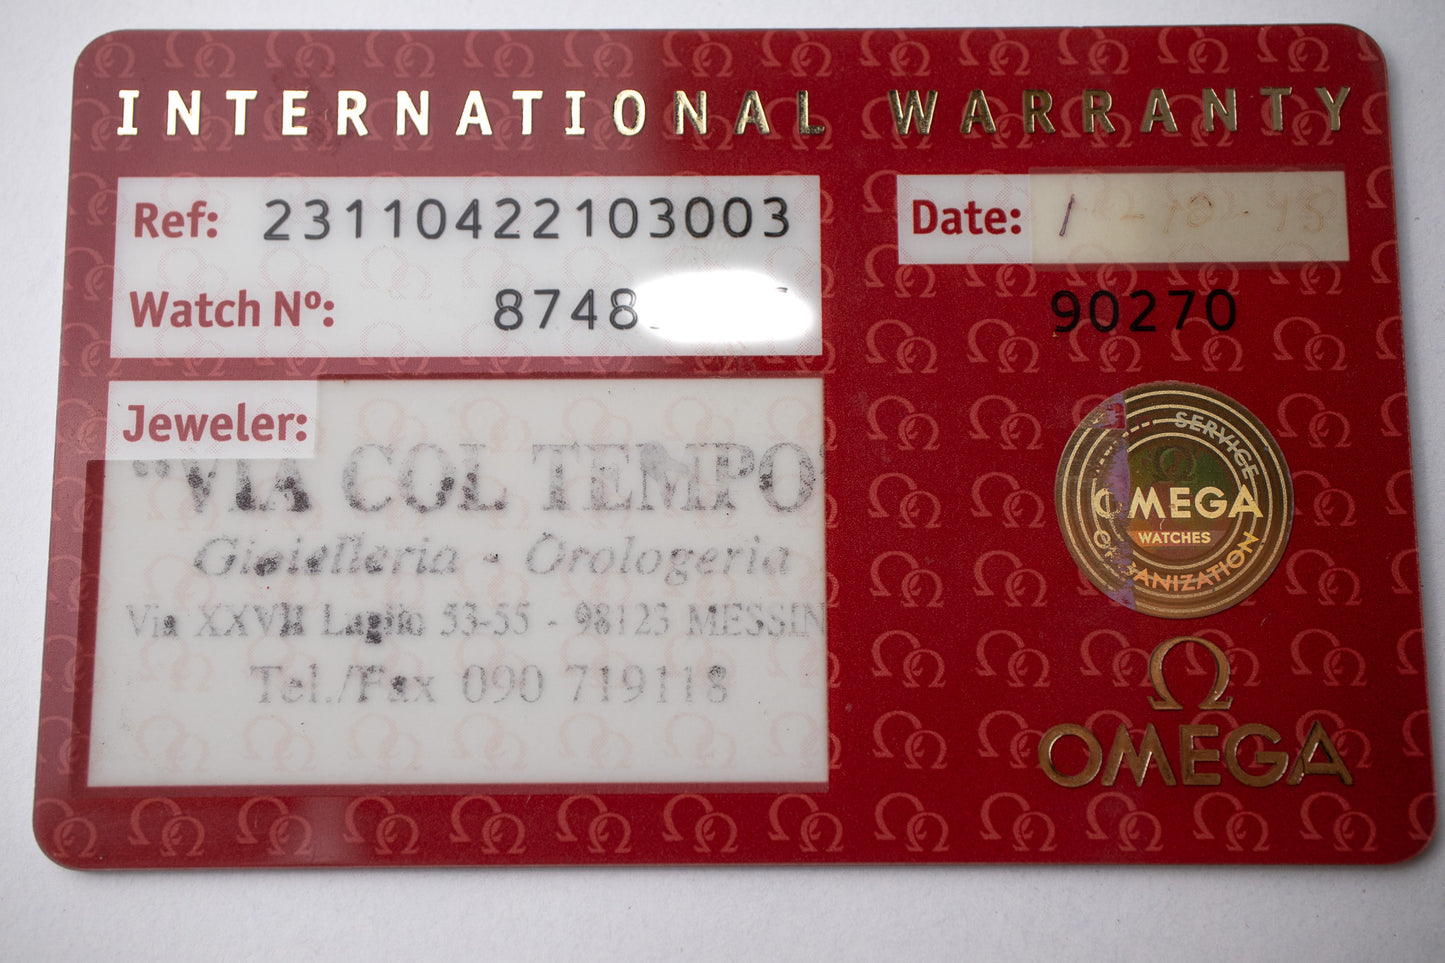 INTERNATIONAL WARRANTY
Ref: 23110422103003
Date:
Watch Nº: 8748
90270
Jeweler:
"VIA COL TEMPO"
Gioielleria - Orologeria
Via XXVII Luglio 53-55 - 98123 MESSIN
Tel./Fax 090 719118
SERVICE
OMEGA
WATCHES
ORGANIZATION
Ω
OMEGA